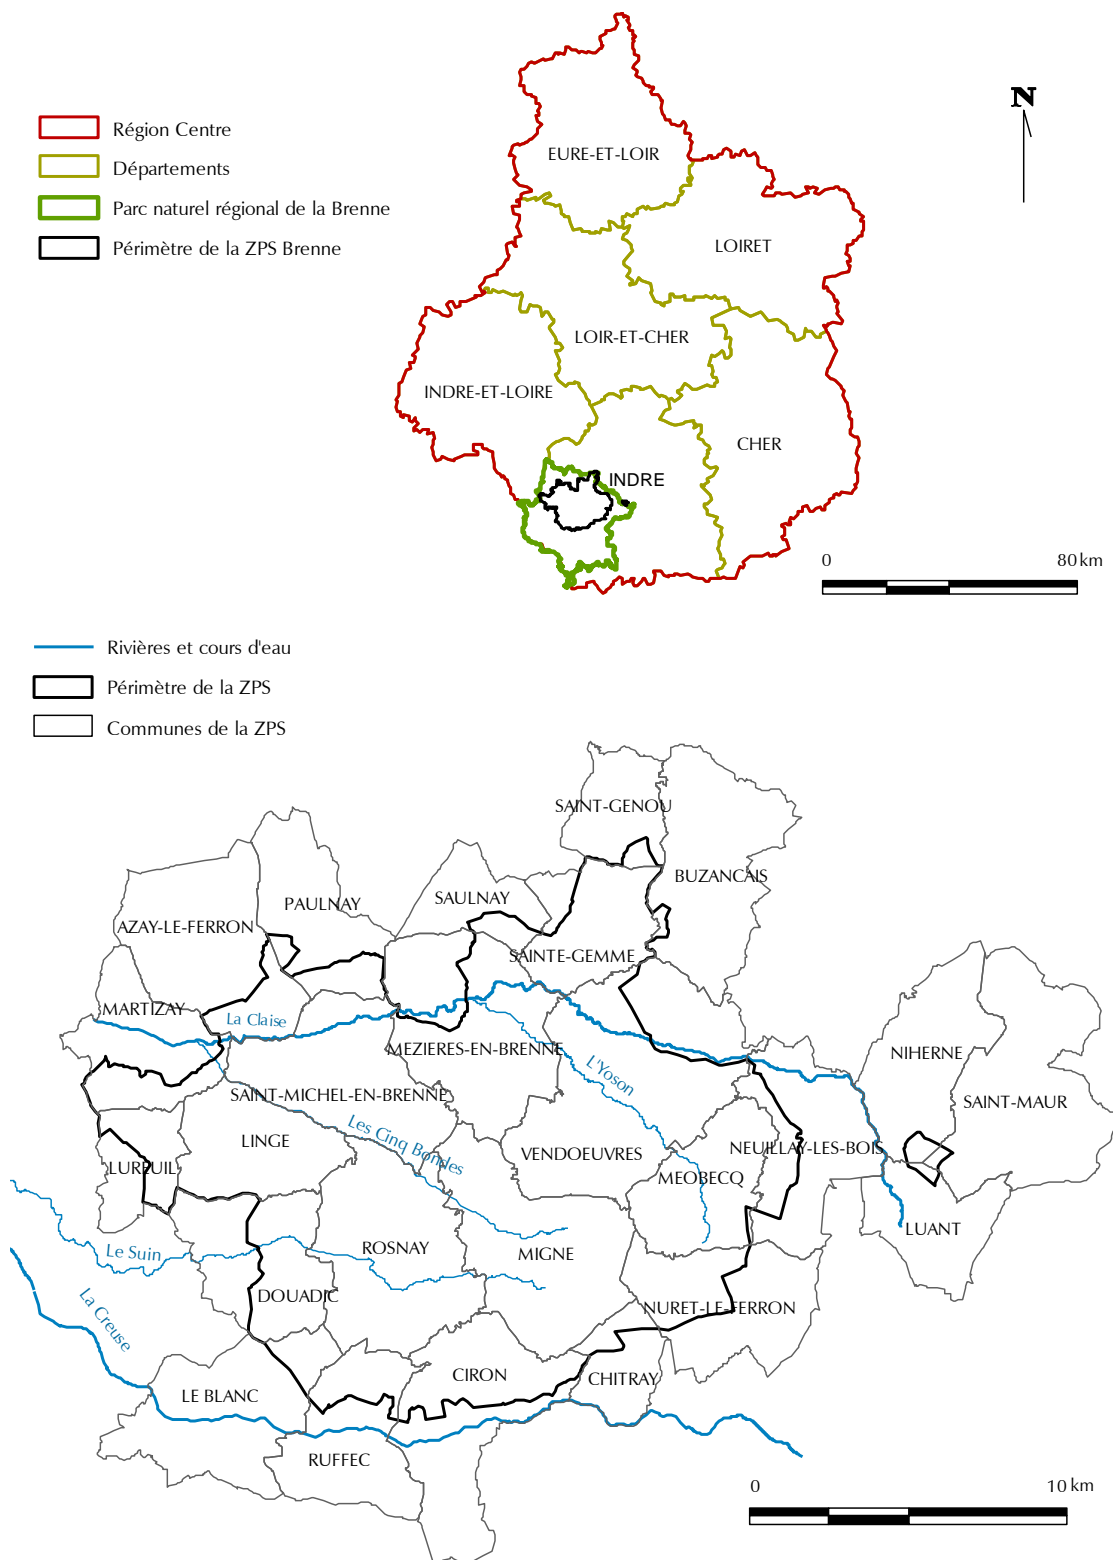 N
Région Centre
Départements
Parc naturel régional de la Brenne
Périmètre de la ZPS Brenne
EURE-ET-LOIR
LOIRET
LOIR-ET-CHER
INDRE-ET-LOIRE
CHER
INDRE
0 80 km
Rivières et cours d'eau
Périmètre de la ZPS
Communes de la ZPS
SAINT-GENOU
BUZANCAIS
SAULNAY
PAULNAY
AZAY-LE-FERRON
SAINTE-GEMME
MARTIZAY
La Claise
MEZIERES-EN-BRENNE
NIHERNE
L'Yoson
SAINT-MICHEL-EN-BRENNE
SAINT-MAUR
Les Cinq Bondes
LINGE
VENDOEUVRES
NEUILLAY-LES-BOIS
LUREUIL
MEOBECQ
LUANT
Le Suin
ROSNAY
MIGNE
DOUADIC
La Creuse
NURET-LE-FERRON
CIRON
CHITRAY
LE BLANC
RUFFEC
0 10 km